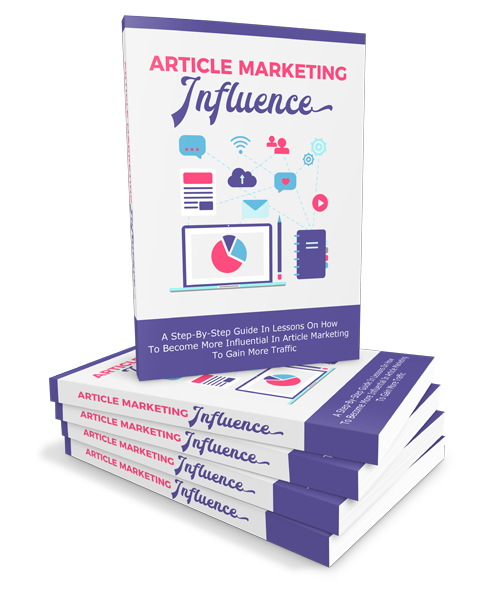 ARTICLE MARKETING
Influence
A Step-By-Step Guide In Lessons On How
To Become More Influential In Article Marketing
To Gain More Traffic
A Step-By-Step Guide In Lessons On How
To Become More Influential In Article Marketing
To Gain More Traffic
ARTICLE MARKETING Influence
ARTICLE MARKETING Influence
ARTICLE MARKETING Influence
ARTICLE MARKETING Influence